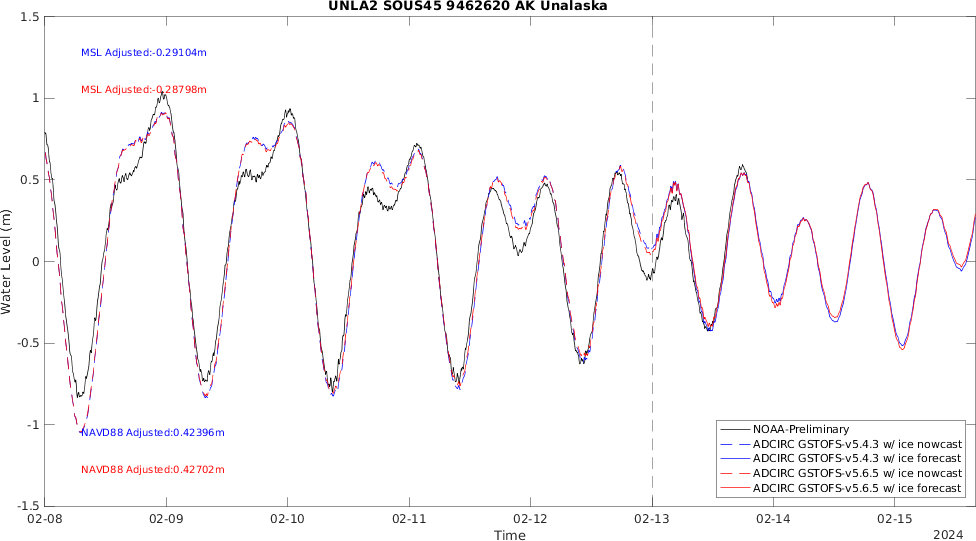 UNLA2 SOUS45 9462620 AK Unalaska
1.5
MSL Adjusted:-0.29104m
MSL Adjusted:-0.28798m
1
0.5
0
-0.5
-1
-1.5
Water Level (m)
NAVD88 Adjusted:0.42396m
NAVD88 Adjusted:0.42702m
NOAA-Preliminary
ADCIRC GSTOFS-v5.4.3 w/ ice nowcast
ADCIRC GSTOFS-v5.4.3 w/ ice forecast
ADCIRC GSTOFS-v5.6.5 w/ ice nowcast
ADCIRC GSTOFS-v5.6.5 w/ ice forecast
02-08 02-09 02-10 02-11 02-12 02-13 02-14 02-15
Time
2024